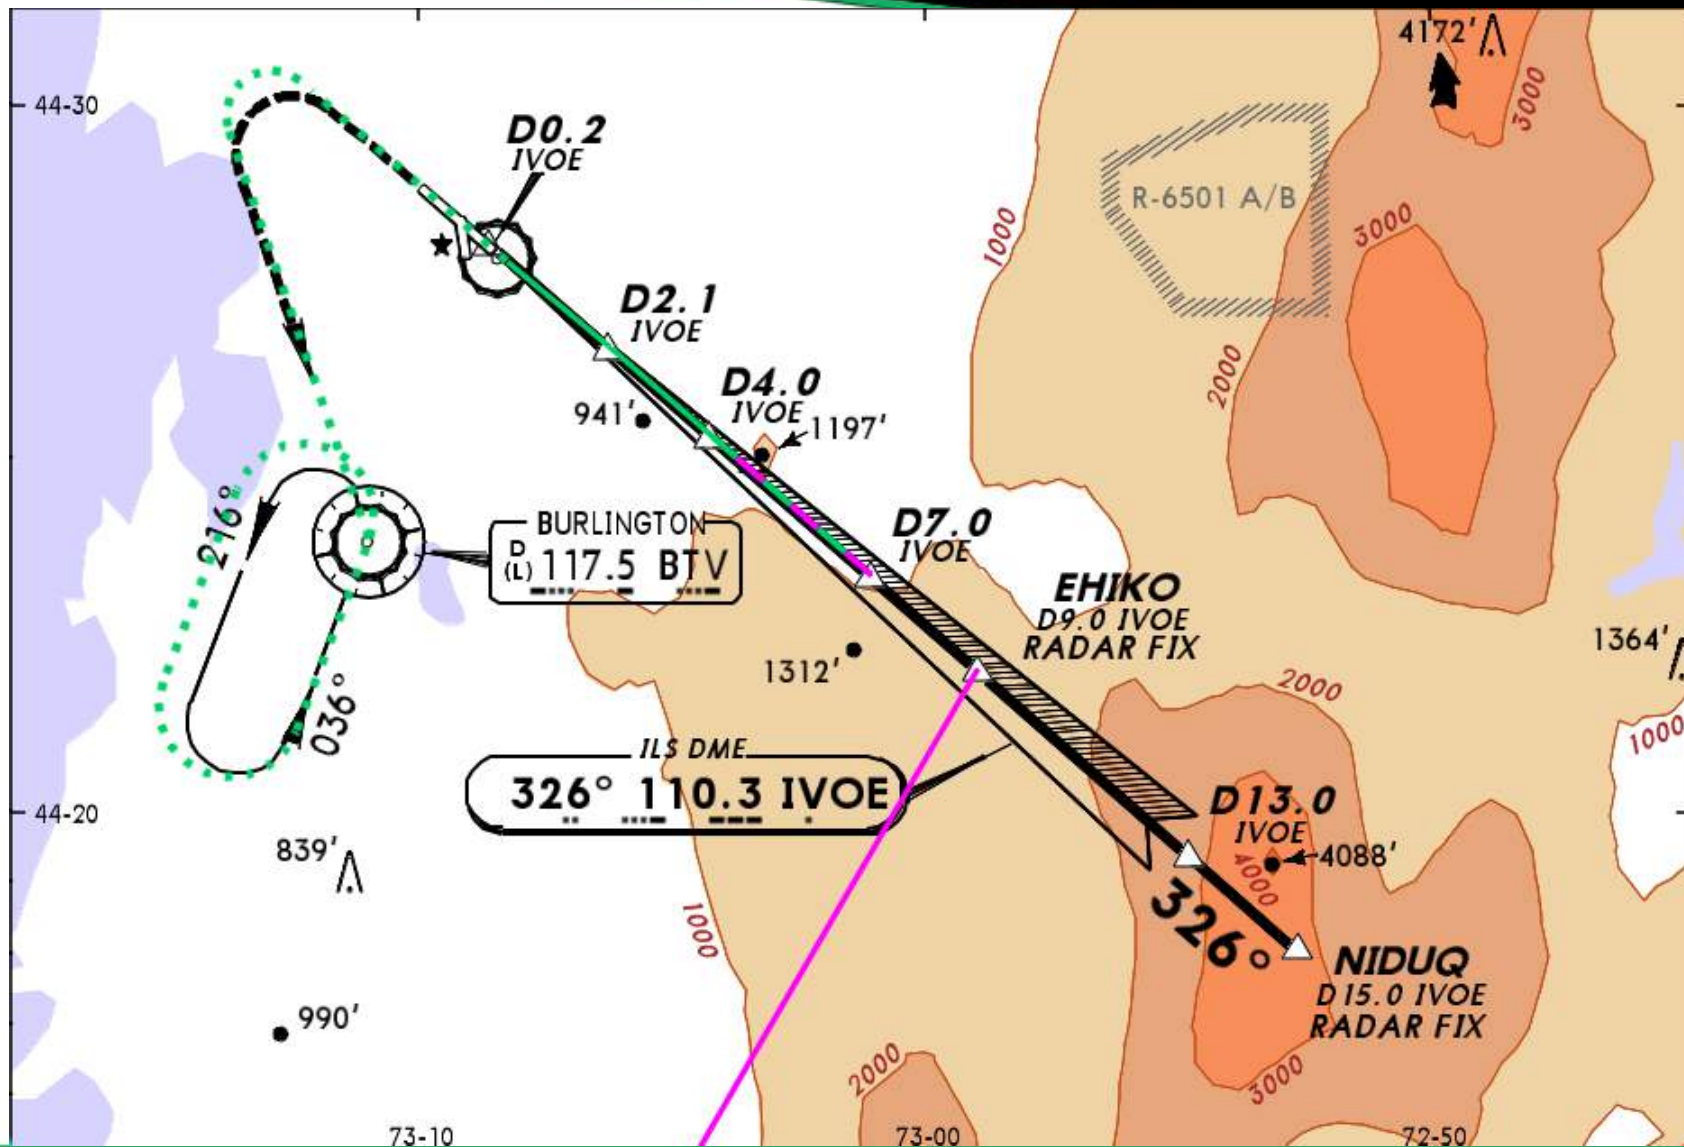 4172'
3000
44-30
D0.2
IVOE
R-6501 A/B
1000
3000
D2.1
IVOE
2000
D4.0
IVOE
941'
1197'
216°
BURLINGTON
D
(L) 117.5 BTV
D7.0
IVOE
EHIKO
D9.0 IVOE
RADAR FIX
1364'
1312'
036°
2000
1000
ILS DME
326° 110.3 IVOE
44-20
D13.0
IVOE
4088'
4000
839'
326°
1000
NIDUQ
D15.0 IVOE
RADAR FIX
990'
2000
3000
73-10
73-00
72-50